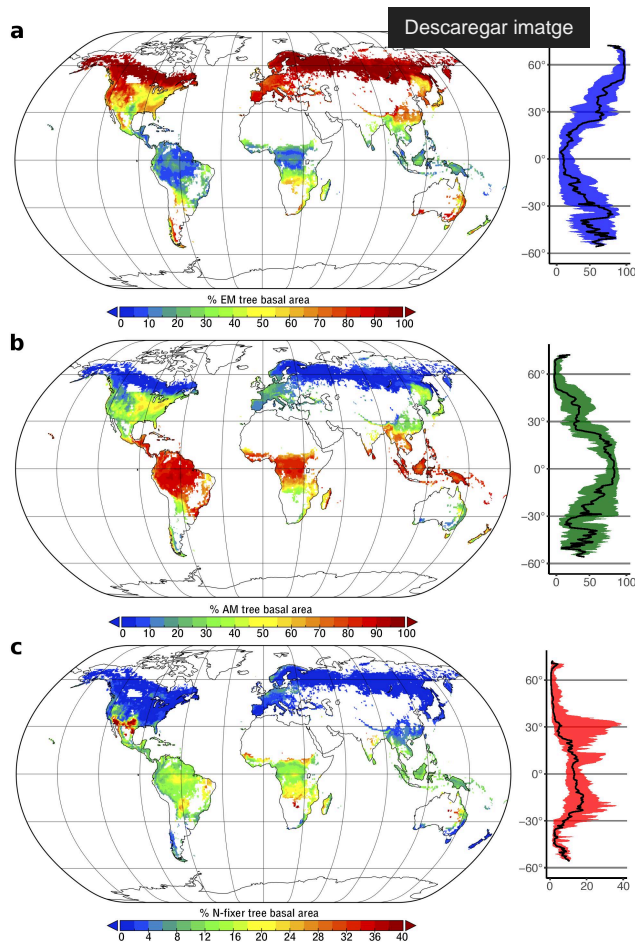 a
Descaregar imatge
60°
30°
0°
−30°
−60°
0 50 100
% EM tree basal area
0 20 40 60 80 100
10 30 50 70 90
b
60°
30°
0°
−30°
−60°
0 50 100
% AM tree basal area
0 20 40 60 80 100
10 30 50 70 90
c
60°
30°
0°
−30°
−60°
0 20 40
% N-fixer tree basal area
0 8 16 24 32 40
4 12 20 28 36